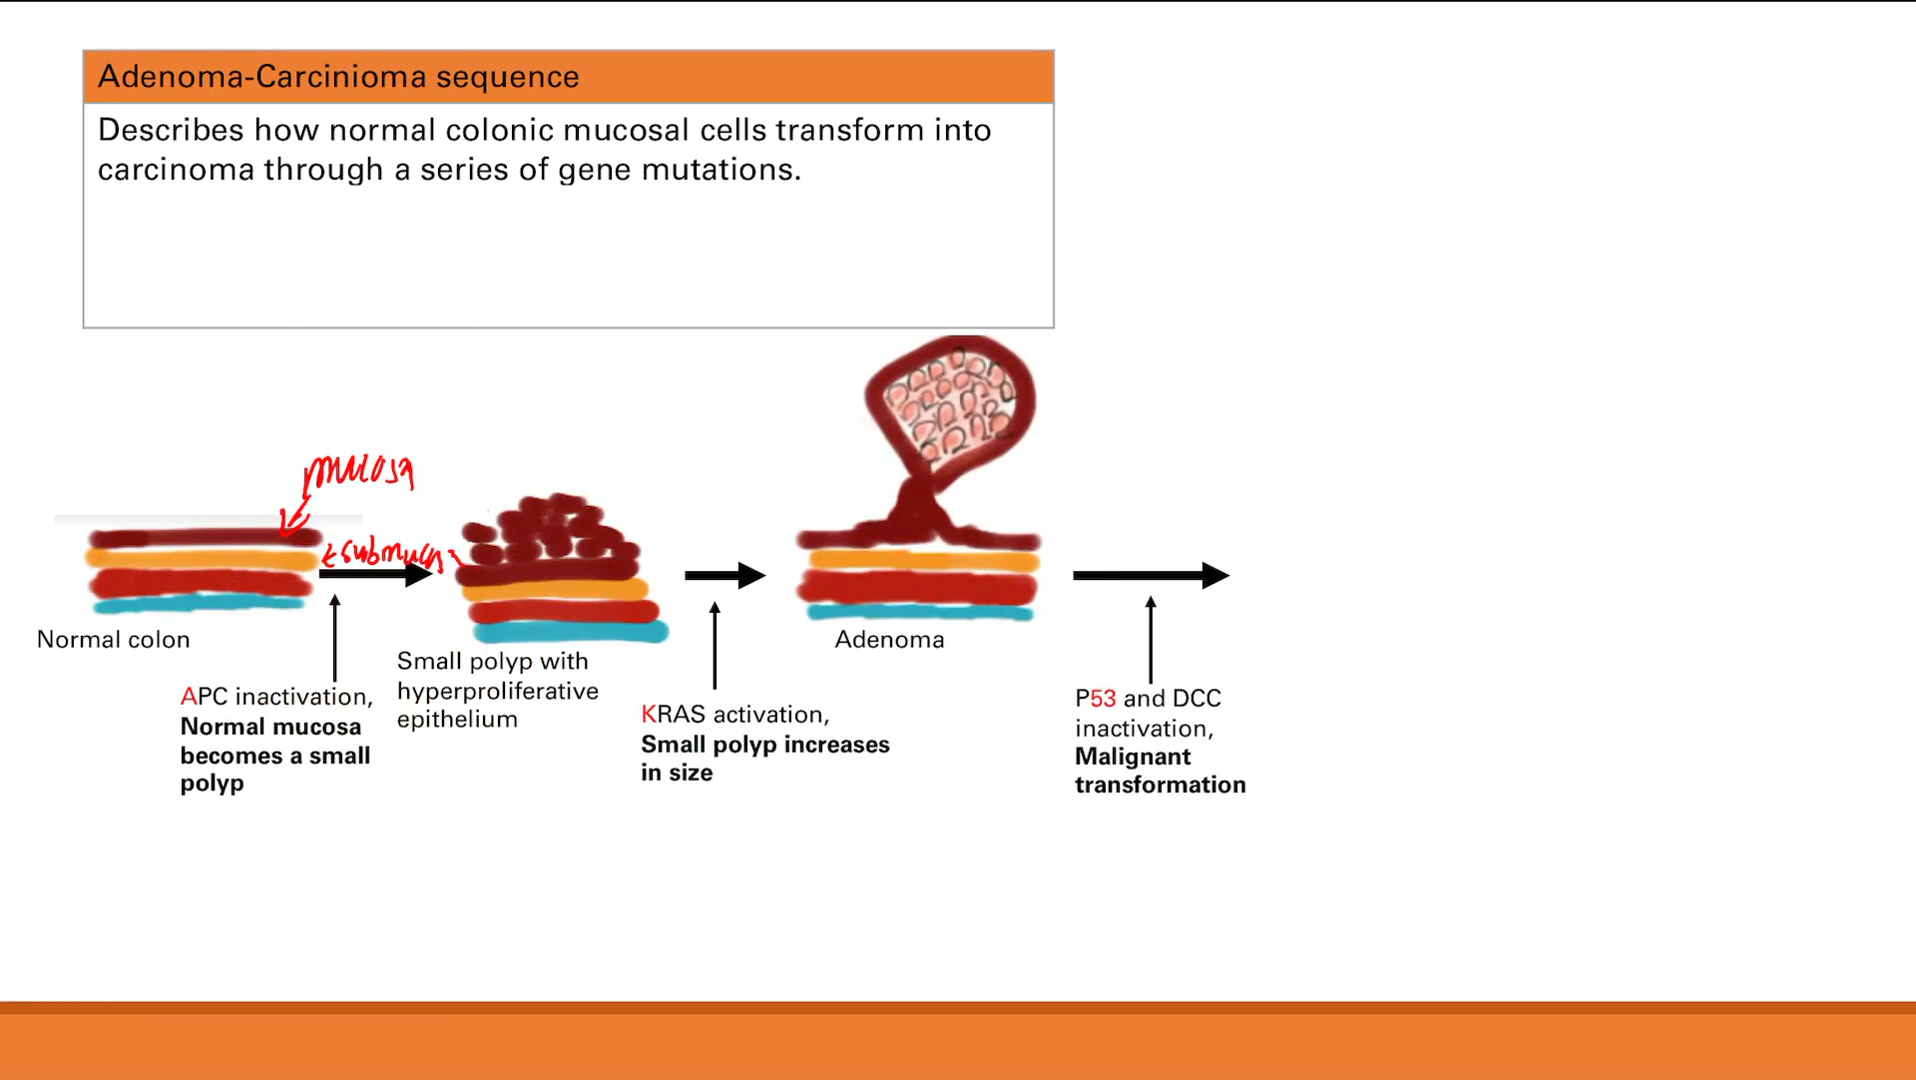 Adenoma-Carcinioma sequence
Describes how normal colonic mucosal cells transform into
carcinoma through a series of gene mutations.
mucosa
Normal colon
APC inactivation,
Normal mucosa
becomes a small
polyp
Small polyp with
hyperproliferative
epithelium
KRAS activation,
Small polyp increases
in size
Adenoma
P53 and DCC
inactivation,
Malignant
transformation